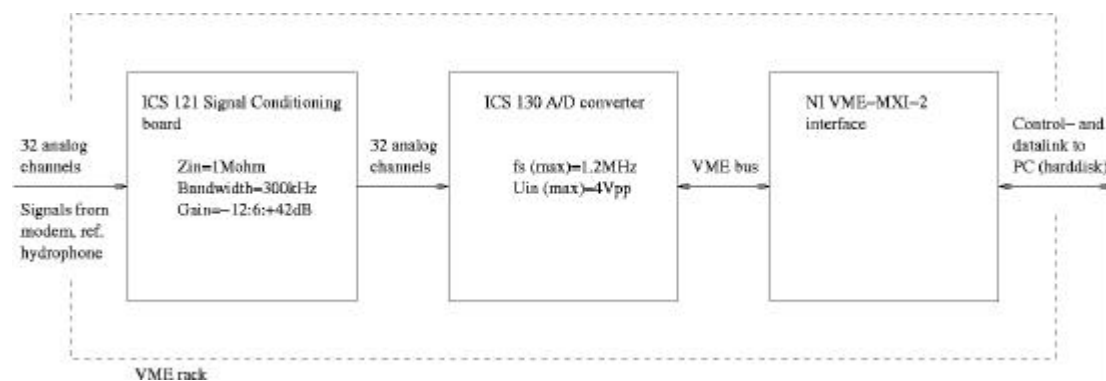 ICS 121 Signal Conditioning
board
ICS 130 A/D converter
NI VME-MXI-2
interface
32 analog
channels
32 analog
channels
Control- and
datalink to
PC (harddisk)
Zin=1Mohm
Bandwidth=300kHz
Gain=-12:6:+42dB
fs (max)=1.2MHz
Uin (max)=4Vpp
VME bus
Signals from
modem, ref.
hydrophone
VME rack